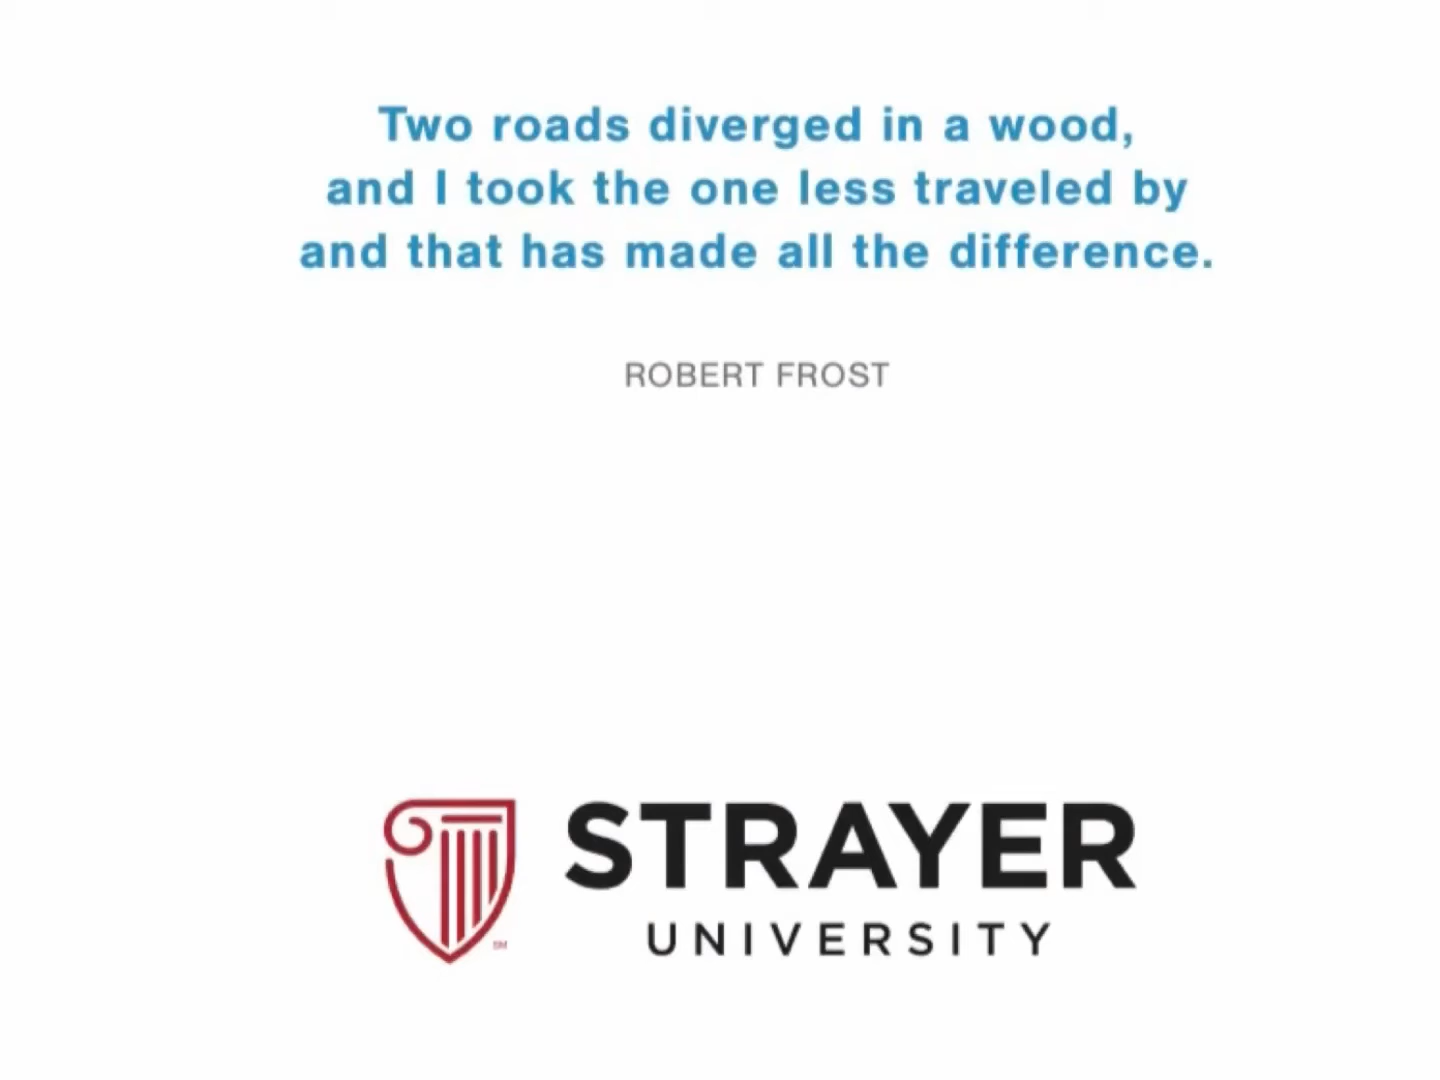 Two roads diverged in a wood,
and I took the one less traveled by
and that has made all the difference.
ROBERT FROST
STRAYER
UNIVERSITY
SM